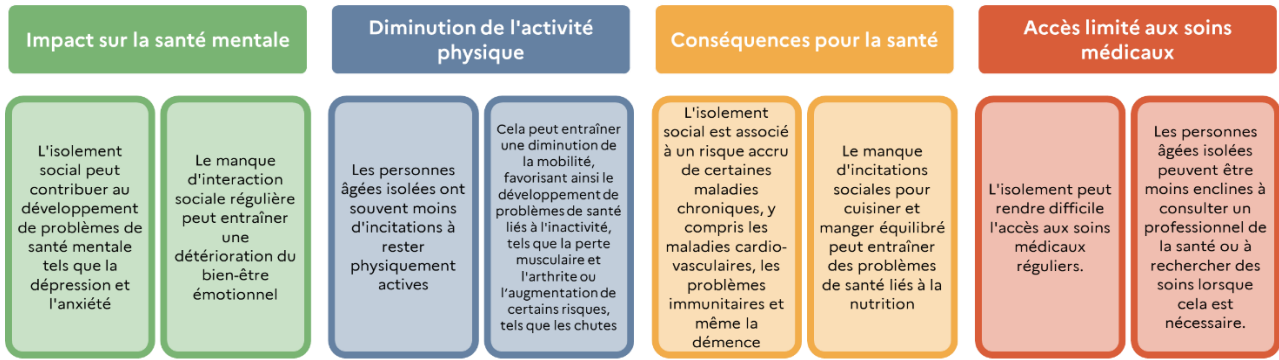 Impact sur la santé mentale
Diminution de l'activité
physique
Conséquences pour la santé
Accès limité aux soins
médicaux
L'isolement
social peut
contribuer au
développement
de problèmes de
santé mentale
tels que la
dépression et
l'anxiété
Le manque
d'interaction
sociale régulière
peut entraîner
une
détérioration du
bien-être
émotionnel
Les personnes
âgées isolées ont
souvent moins
d'incitations à
rester
physiquement
actives
Cela peut entraîner
une diminution de
la mobilité,
favorisant ainsi le
développement de
problèmes de santé
liés à l'inactivité,
tels que la perte
musculaire et
l'arthrite ou
l’augmentation de
certains risques,
tels que les chutes
L'isolement
social est associé
à un risque accru
de certaines
maladies
chroniques, y
compris les
maladies cardio-
vasculaires, les
problèmes
immunitaires et
même la
démence
Le manque
d'incitations
sociales pour
cuisiner et
manger équilibré
peut entraîner
des problèmes
de santé liés à la
nutrition
L'isolement peut
rendre difficile
l'accès aux soins
médicaux
réguliers.
Les personnes
âgées isolées
peuvent être
moins enclines à
consulter un
professionnel de
la santé ou à
rechercher des
soins lorsque
cela est
nécessaire.